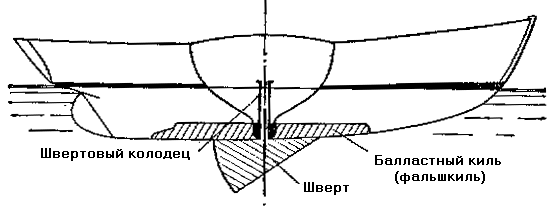 Швертовый колодец
Балластный киль
(фальшкиль)
Шверт